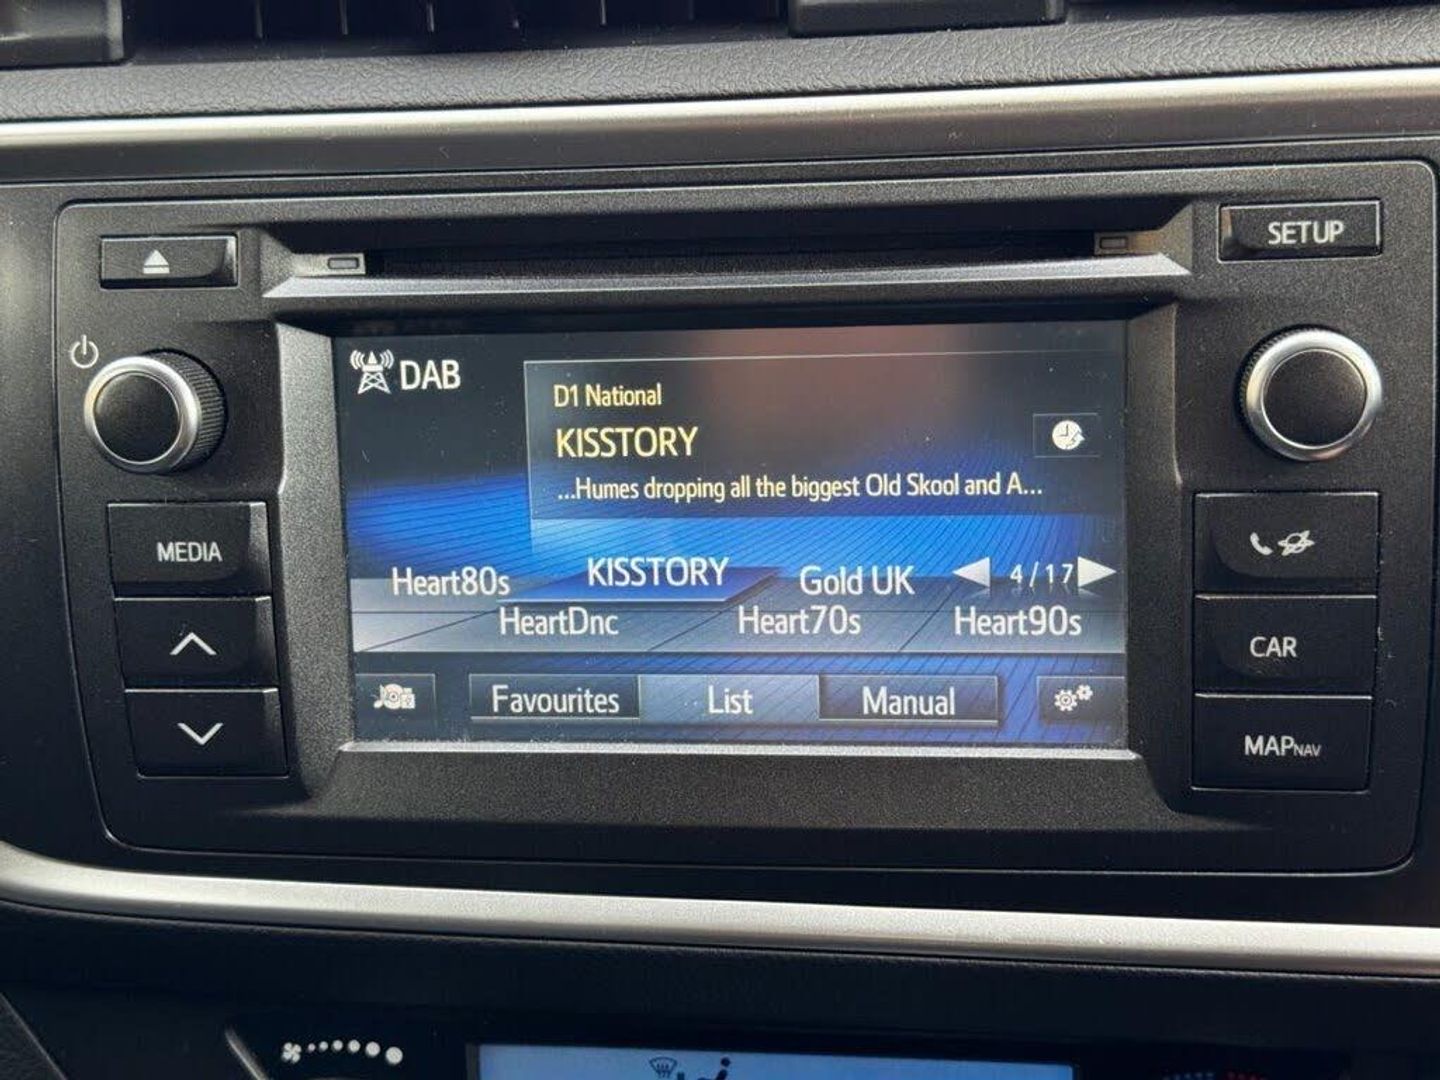 SETUP
DAB
D1 National
KISSTORY
...Humes dropping all the biggest Old Skool and A...
MEDIA
Heart80s KISSTORY Gold UK 4/17
HeartDnc Heart70s Heart90s
CAR
Favourites List Manual
MAPNAV